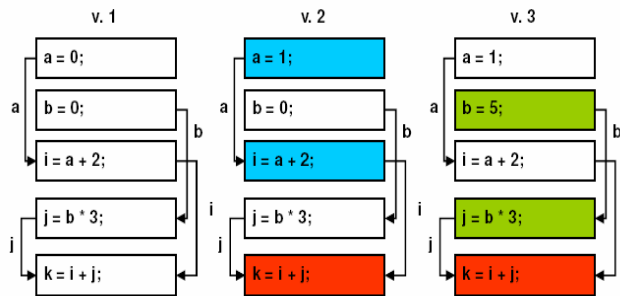 v. 1
a = 0;
b = 0;
i = a + 2;
j = b * 3;
k = i + j;
a
b
i
j
v. 2
a = 1;
b = 0;
i = a + 2;
j = b * 3;
k = i + j;
a
b
i
j
v. 3
a = 1;
b = 5;
i = a + 2;
j = b * 3;
k = i + j;
a
b
j